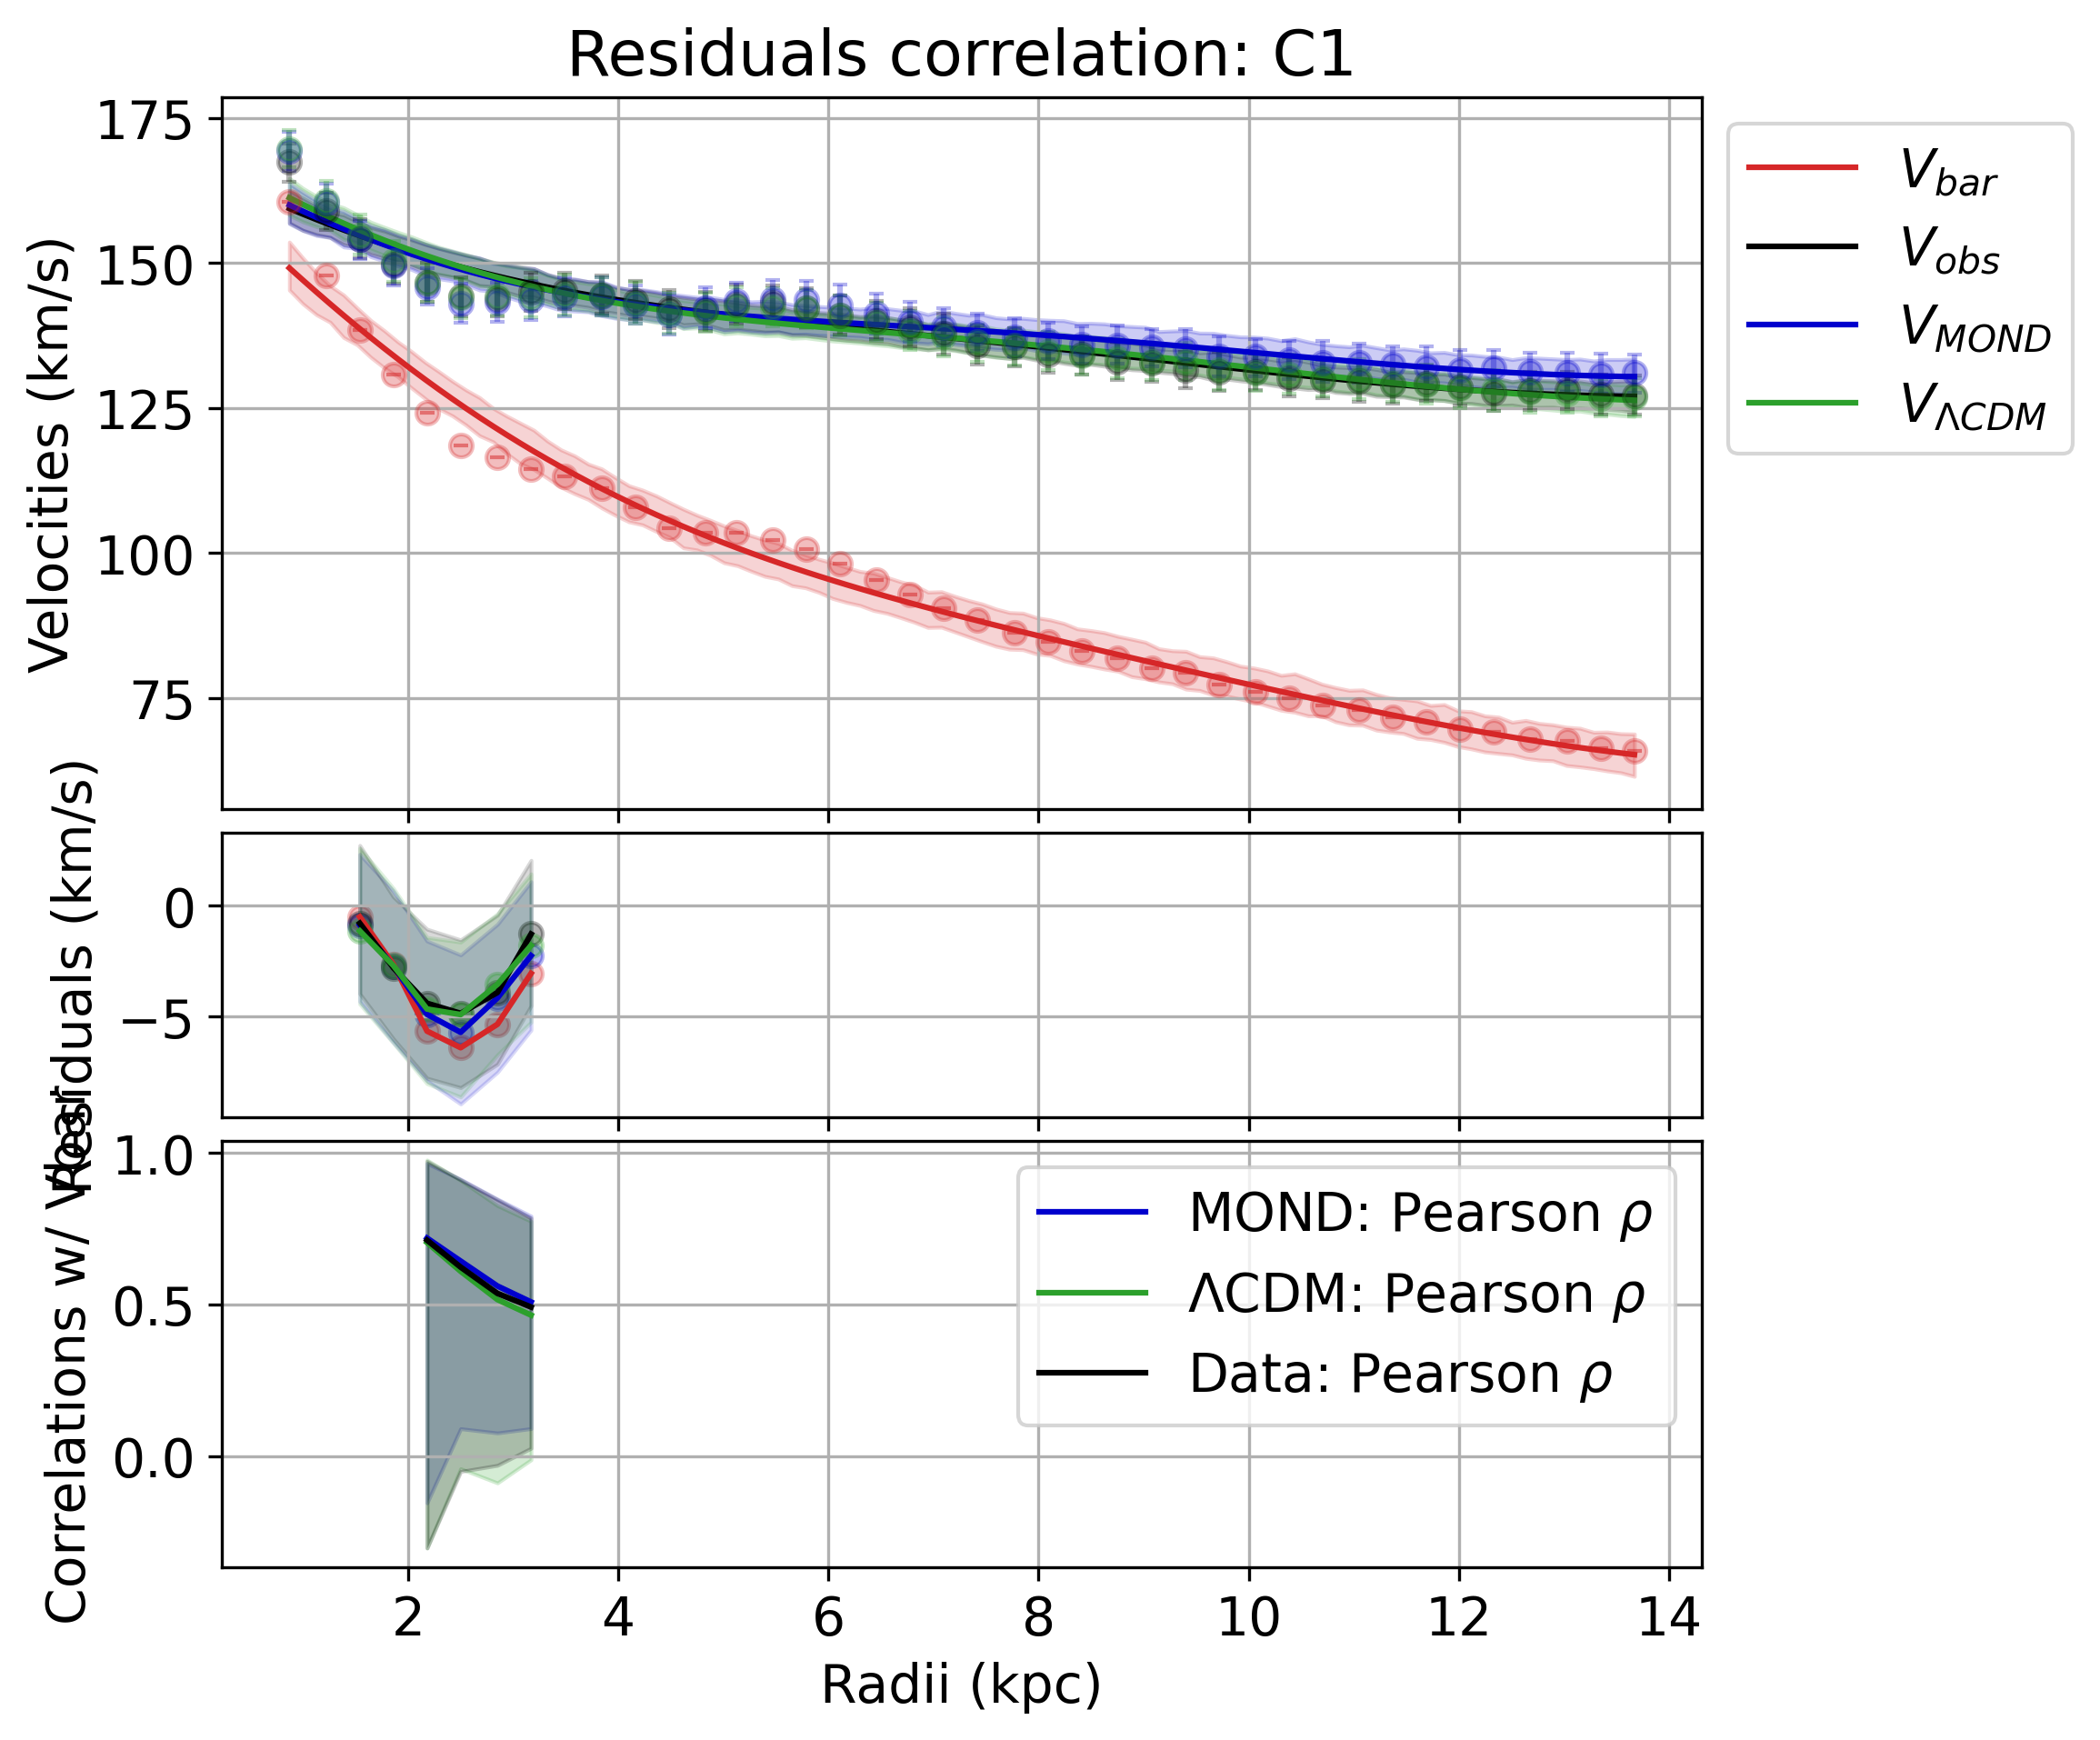 Residuals correlation: C1
Velocities (km/s)
175
150
125
100
75
V_bar
V_obs
V_MOND
V_ΛCDM
Residuals (km/s)
0
−5
Correlations w/ Vbar
1.0
0.5
0.0
MOND: Pearson ρ
ΛCDM: Pearson ρ
Data: Pearson ρ
2 4 6 8 10 12 14
Radii (kpc)